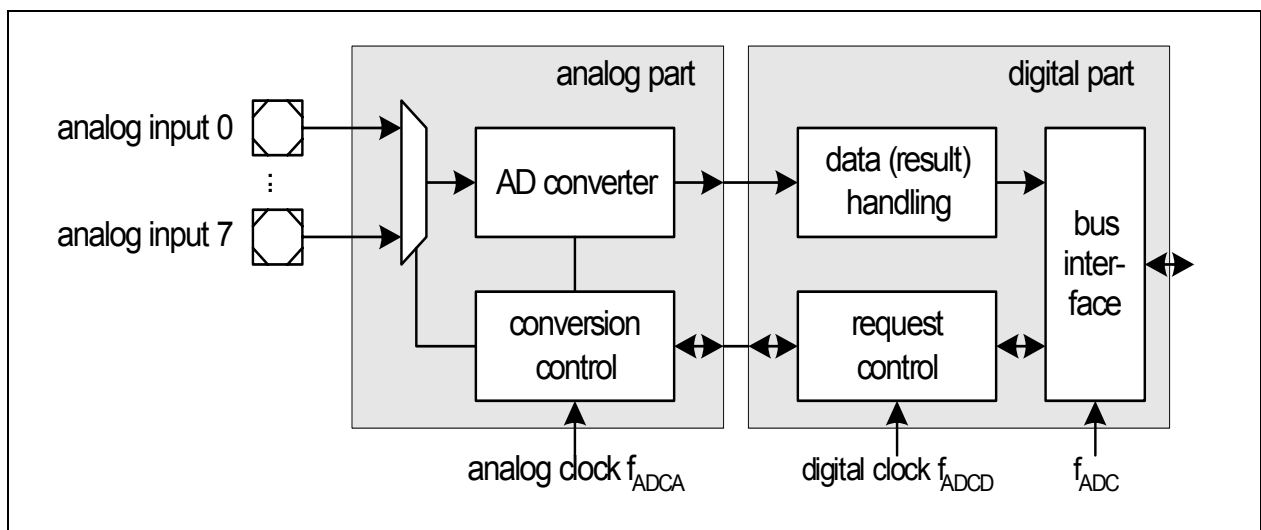 analog part
digital part
analog input 0
...
analog input 7
AD converter
data (result)
handling
bus
inter-
face
conversion
control
request
control
analog clock fADCA
digital clock fADCD
fADC